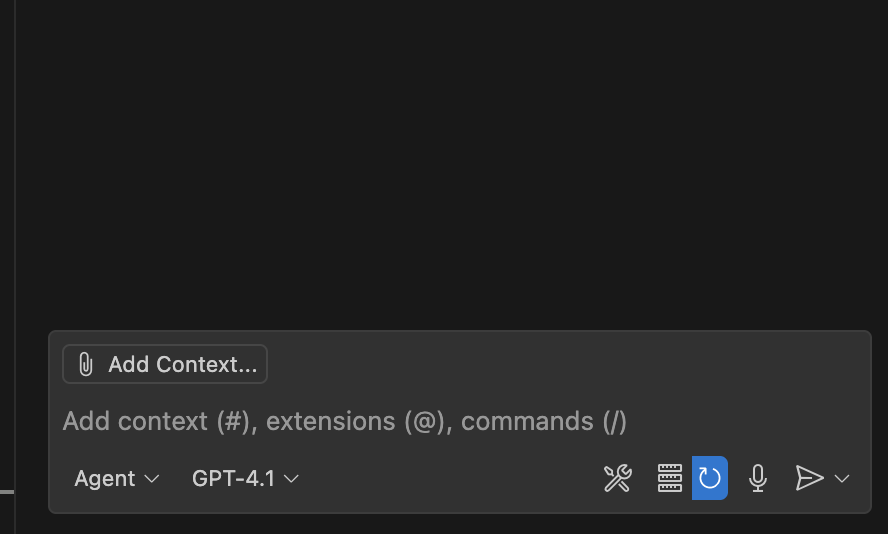 Add Context...
Add context (#), extensions (@), commands (/)
Agent GPT-4.1